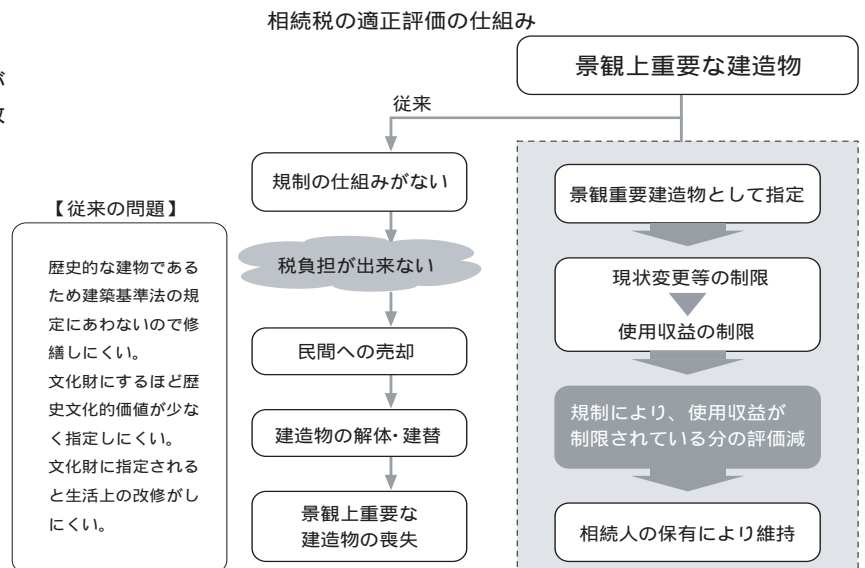 相続税の適正評価の仕組み
が
景観上重要な建造物
従来
規制の仕組みがない
税負担が出来ない
民間への売却
建造物の解体・建替
景観上重要な
建造物の喪失
景観重要建造物として指定
現状変更等の制限
使用収益の制限
規制により、使用収益が
制限されている分の評価減
相続人の保有により維持
【従来の問題】
歴史的な建物である
ため建築基準法の規
定にあわないので修
繕しにくい。
文化財にするほど歴
史文化的価値が少な
く指定しにくい。
文化財に指定される
と生活上の改修がし
にくい。